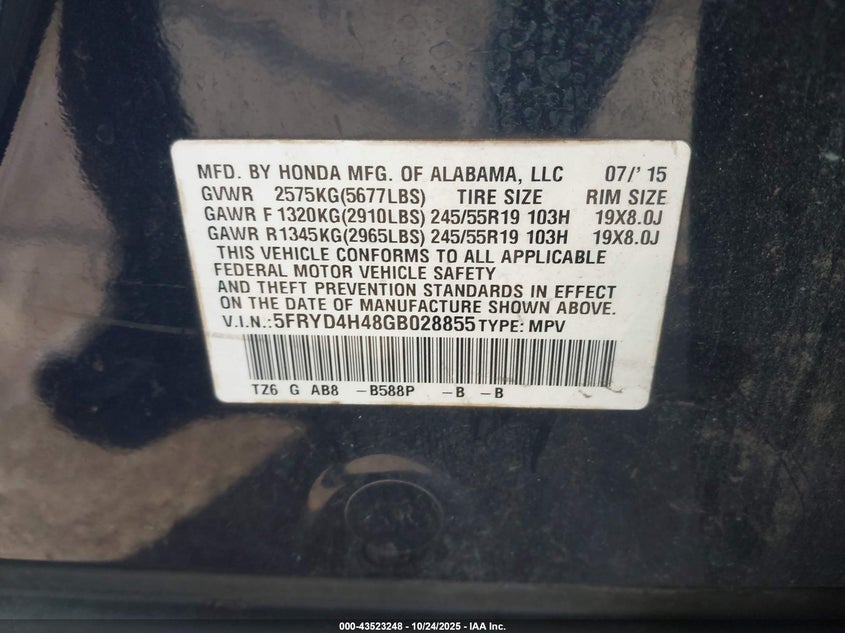 MFD. BY HONDA MFG. OF ALABAMA, LLC 07/' 15
GVWR 2575KG(5677LBS) TIRE SIZE RIM SIZE
GAWR F1320KG(2910LBS) 245/55R19 103H 19X8.0J
GAWR R1345KG(2965LBS) 245/55R19 103H 19X8.0J
THIS VEHICLE CONFORMS TO ALL APPLICABLE
FEDERAL MOTOR VEHICLE SAFETY
AND THEFT PREVENTION STANDARDS IN EFFECT
ON THE DATE OF MANUFACTURE SHOWN ABOVE.
V.I.N.:5FRYD4H48GB028855 TYPE: MPV
TZ6 G AB8 -B588P -B -B
000-43523248 - 10/24/2025 - IAA Inc.